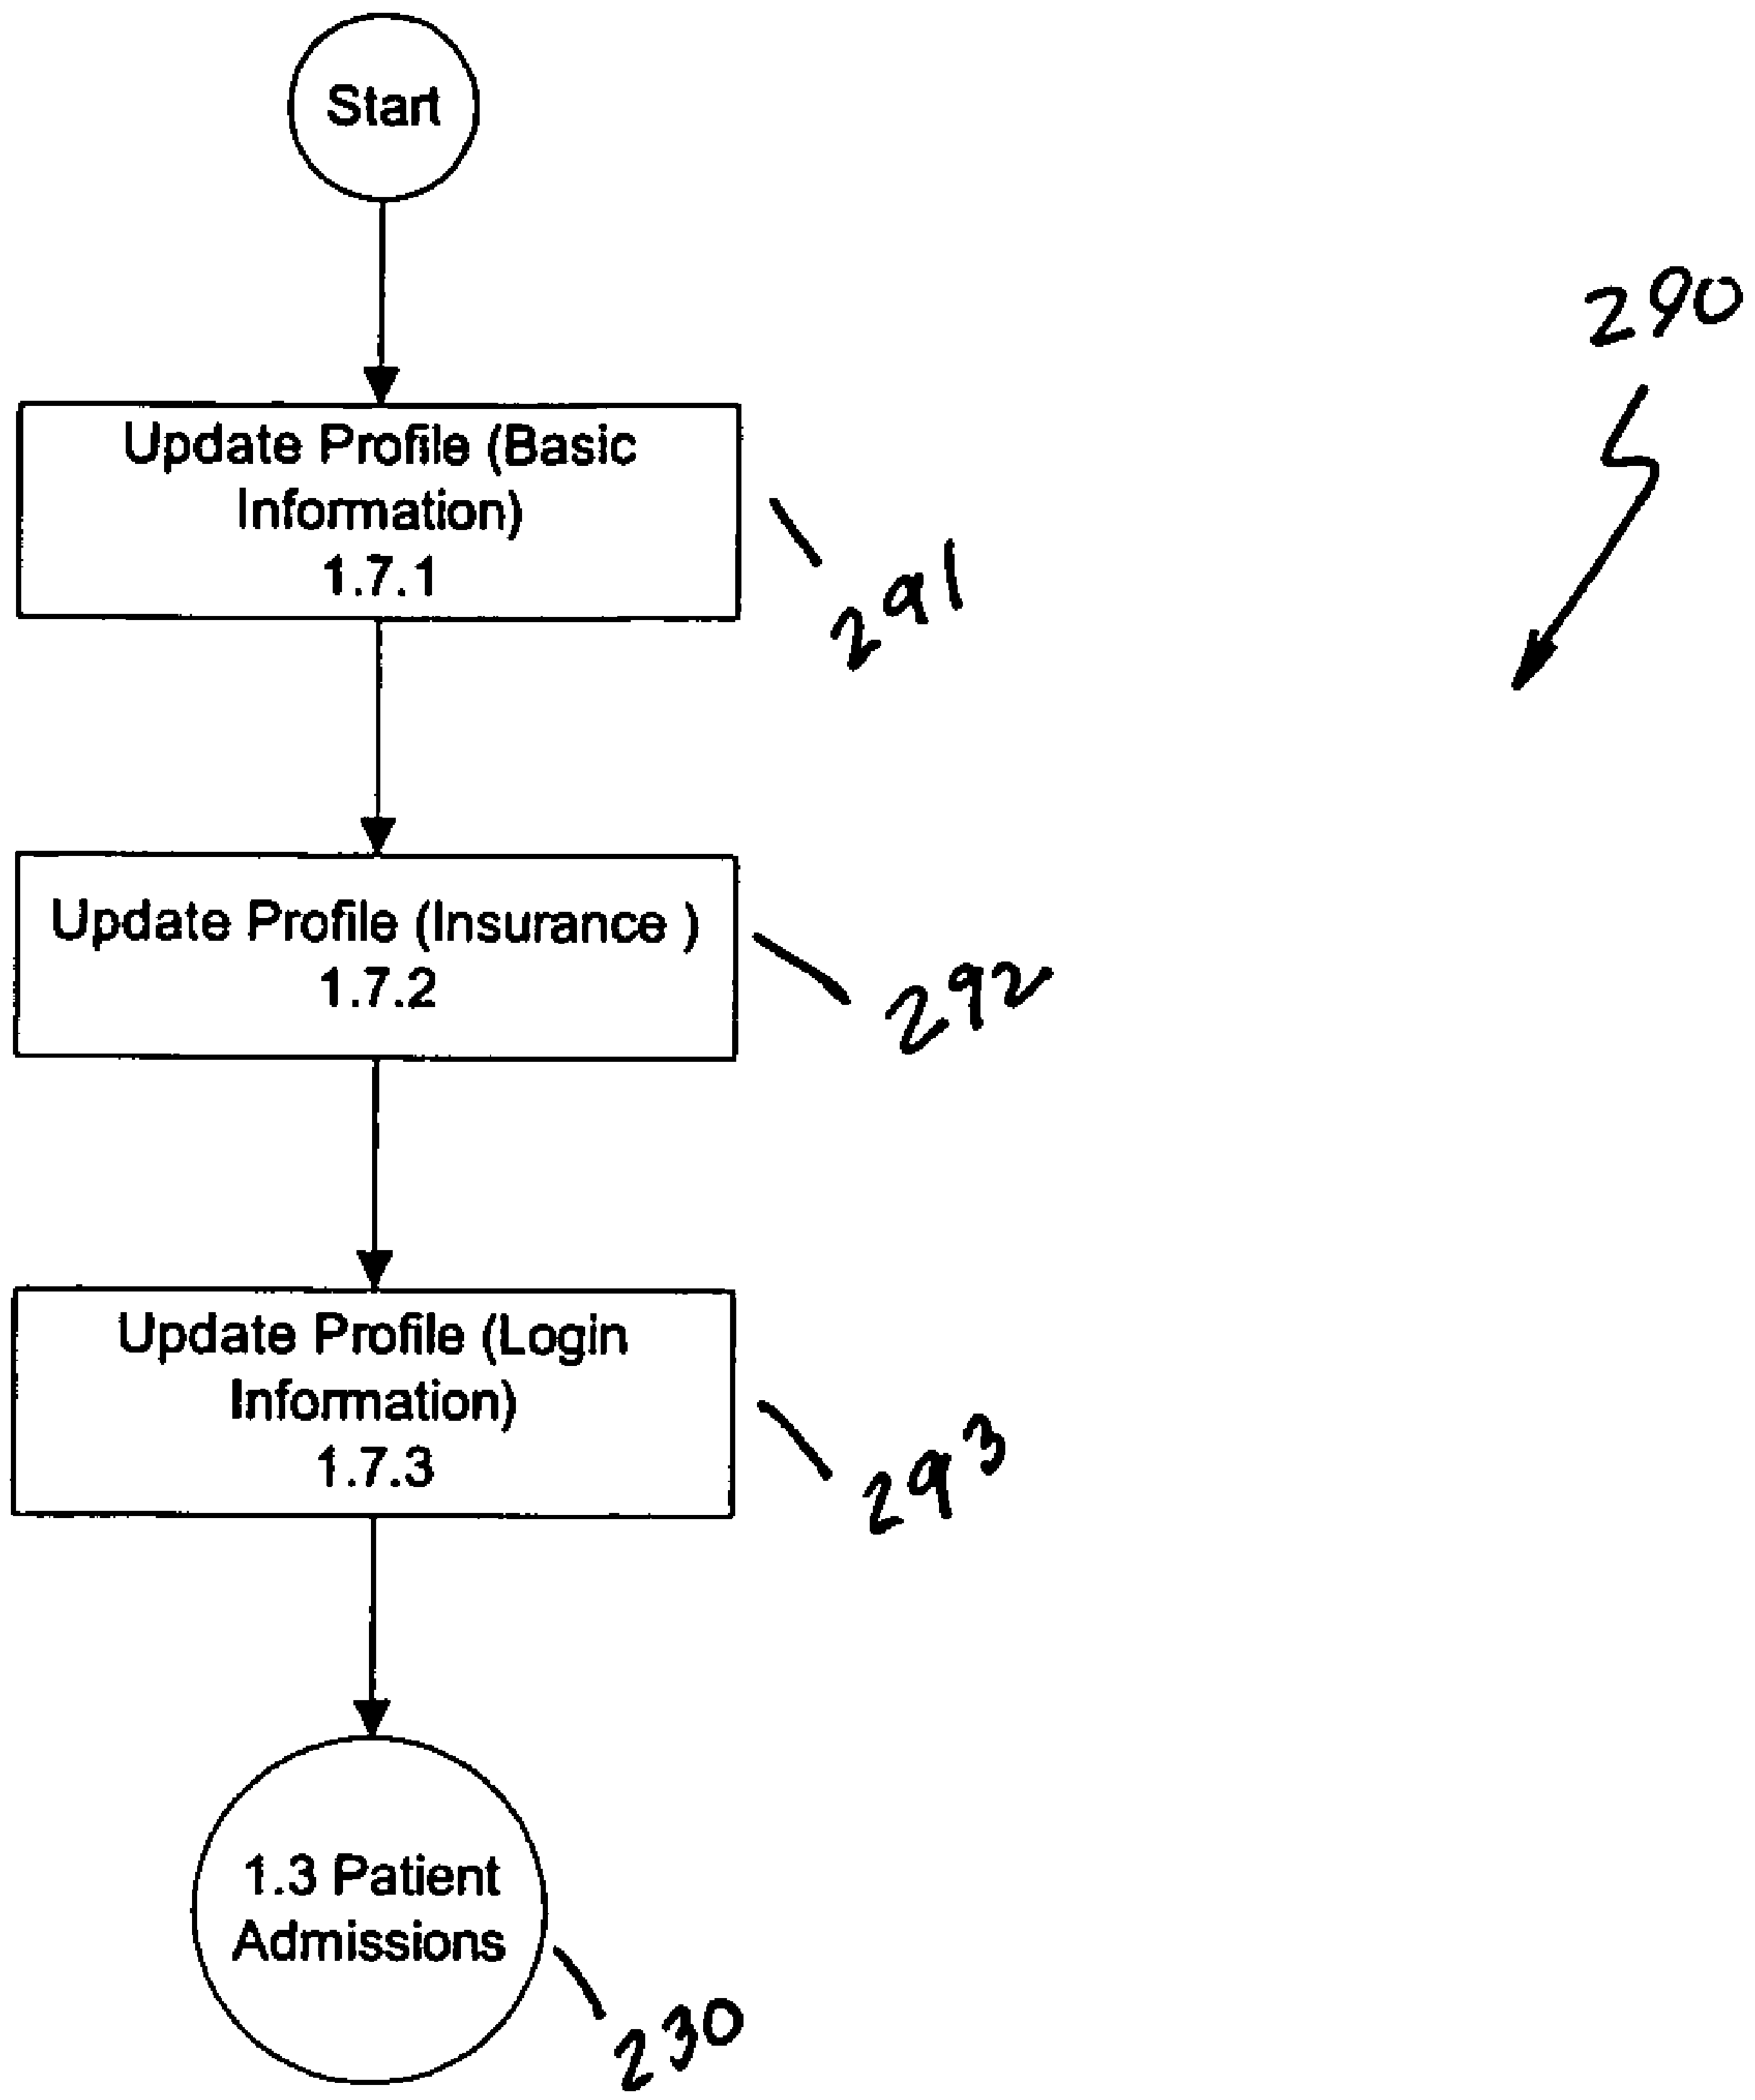 Start
290
Update Profile (Basic
Information)
1.7.1
291
Update Profile (Insurance )
1.7.2
292
Update Profile (Login
Information)
1.7.3
293
1.3 Patient
Admissions
230